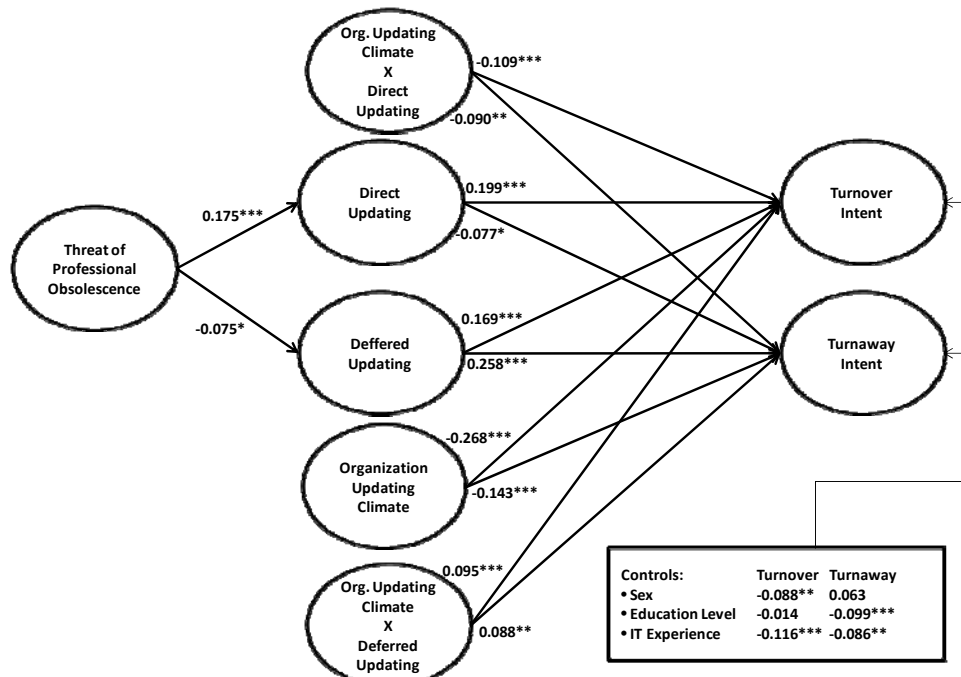 Org. Updating
Climate
X
Direct
Updating
-0.109***
-0.090**
Direct
Updating
0.199***
-0.077*
Turnover
Intent
0.175***
Threat of
Professional
Obsolescence
-0.075*
Deffered
Updating
0.169***
0.258***
Turnaway
Intent
Organization
Updating
Climate
-0.268***
-0.143***
Org. Updating
Climate
X
Deferred
Updating
0.095***
0.088**
Controls: Turnover Turnaway
• Sex -0.088** 0.063
• Education Level -0.014 -0.099***
• IT Experience -0.116*** -0.086**